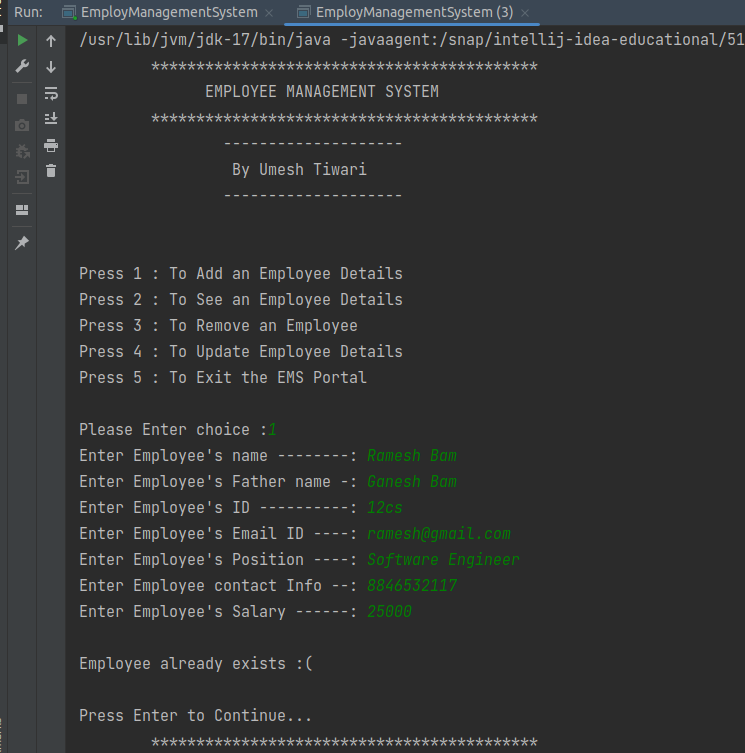 Run: EmployManagementSystem × EmployManagementSystem (3) ×
/usr/lib/jvm/jdk-17/bin/java -javaagent:/snap/intellij-idea-educational/51
*******************************************
EMPLOYEE MANAGEMENT SYSTEM
*******************************************
--------------------
By Umesh Tiwari
--------------------
Press 1 : To Add an Employee Details
Press 2 : To See an Employee Details
Press 3 : To Remove an Employee
Press 4 : To Update Employee Details
Press 5 : To Exit the EMS Portal
Please Enter choice :1
Enter Employee's name --------: Ramesh Bam
Enter Employee's Father name -: Ganesh Bam
Enter Employee's ID ----------: 12cs
Enter Employee's Email ID ----: ramesh@gmail.com
Enter Employee's Position ----: Software Engineer
Enter Employee contact Info --: 8846532117
Enter Employee's Salary ------: 25000
Employee already exists :(
Press Enter to Continue...
*******************************************